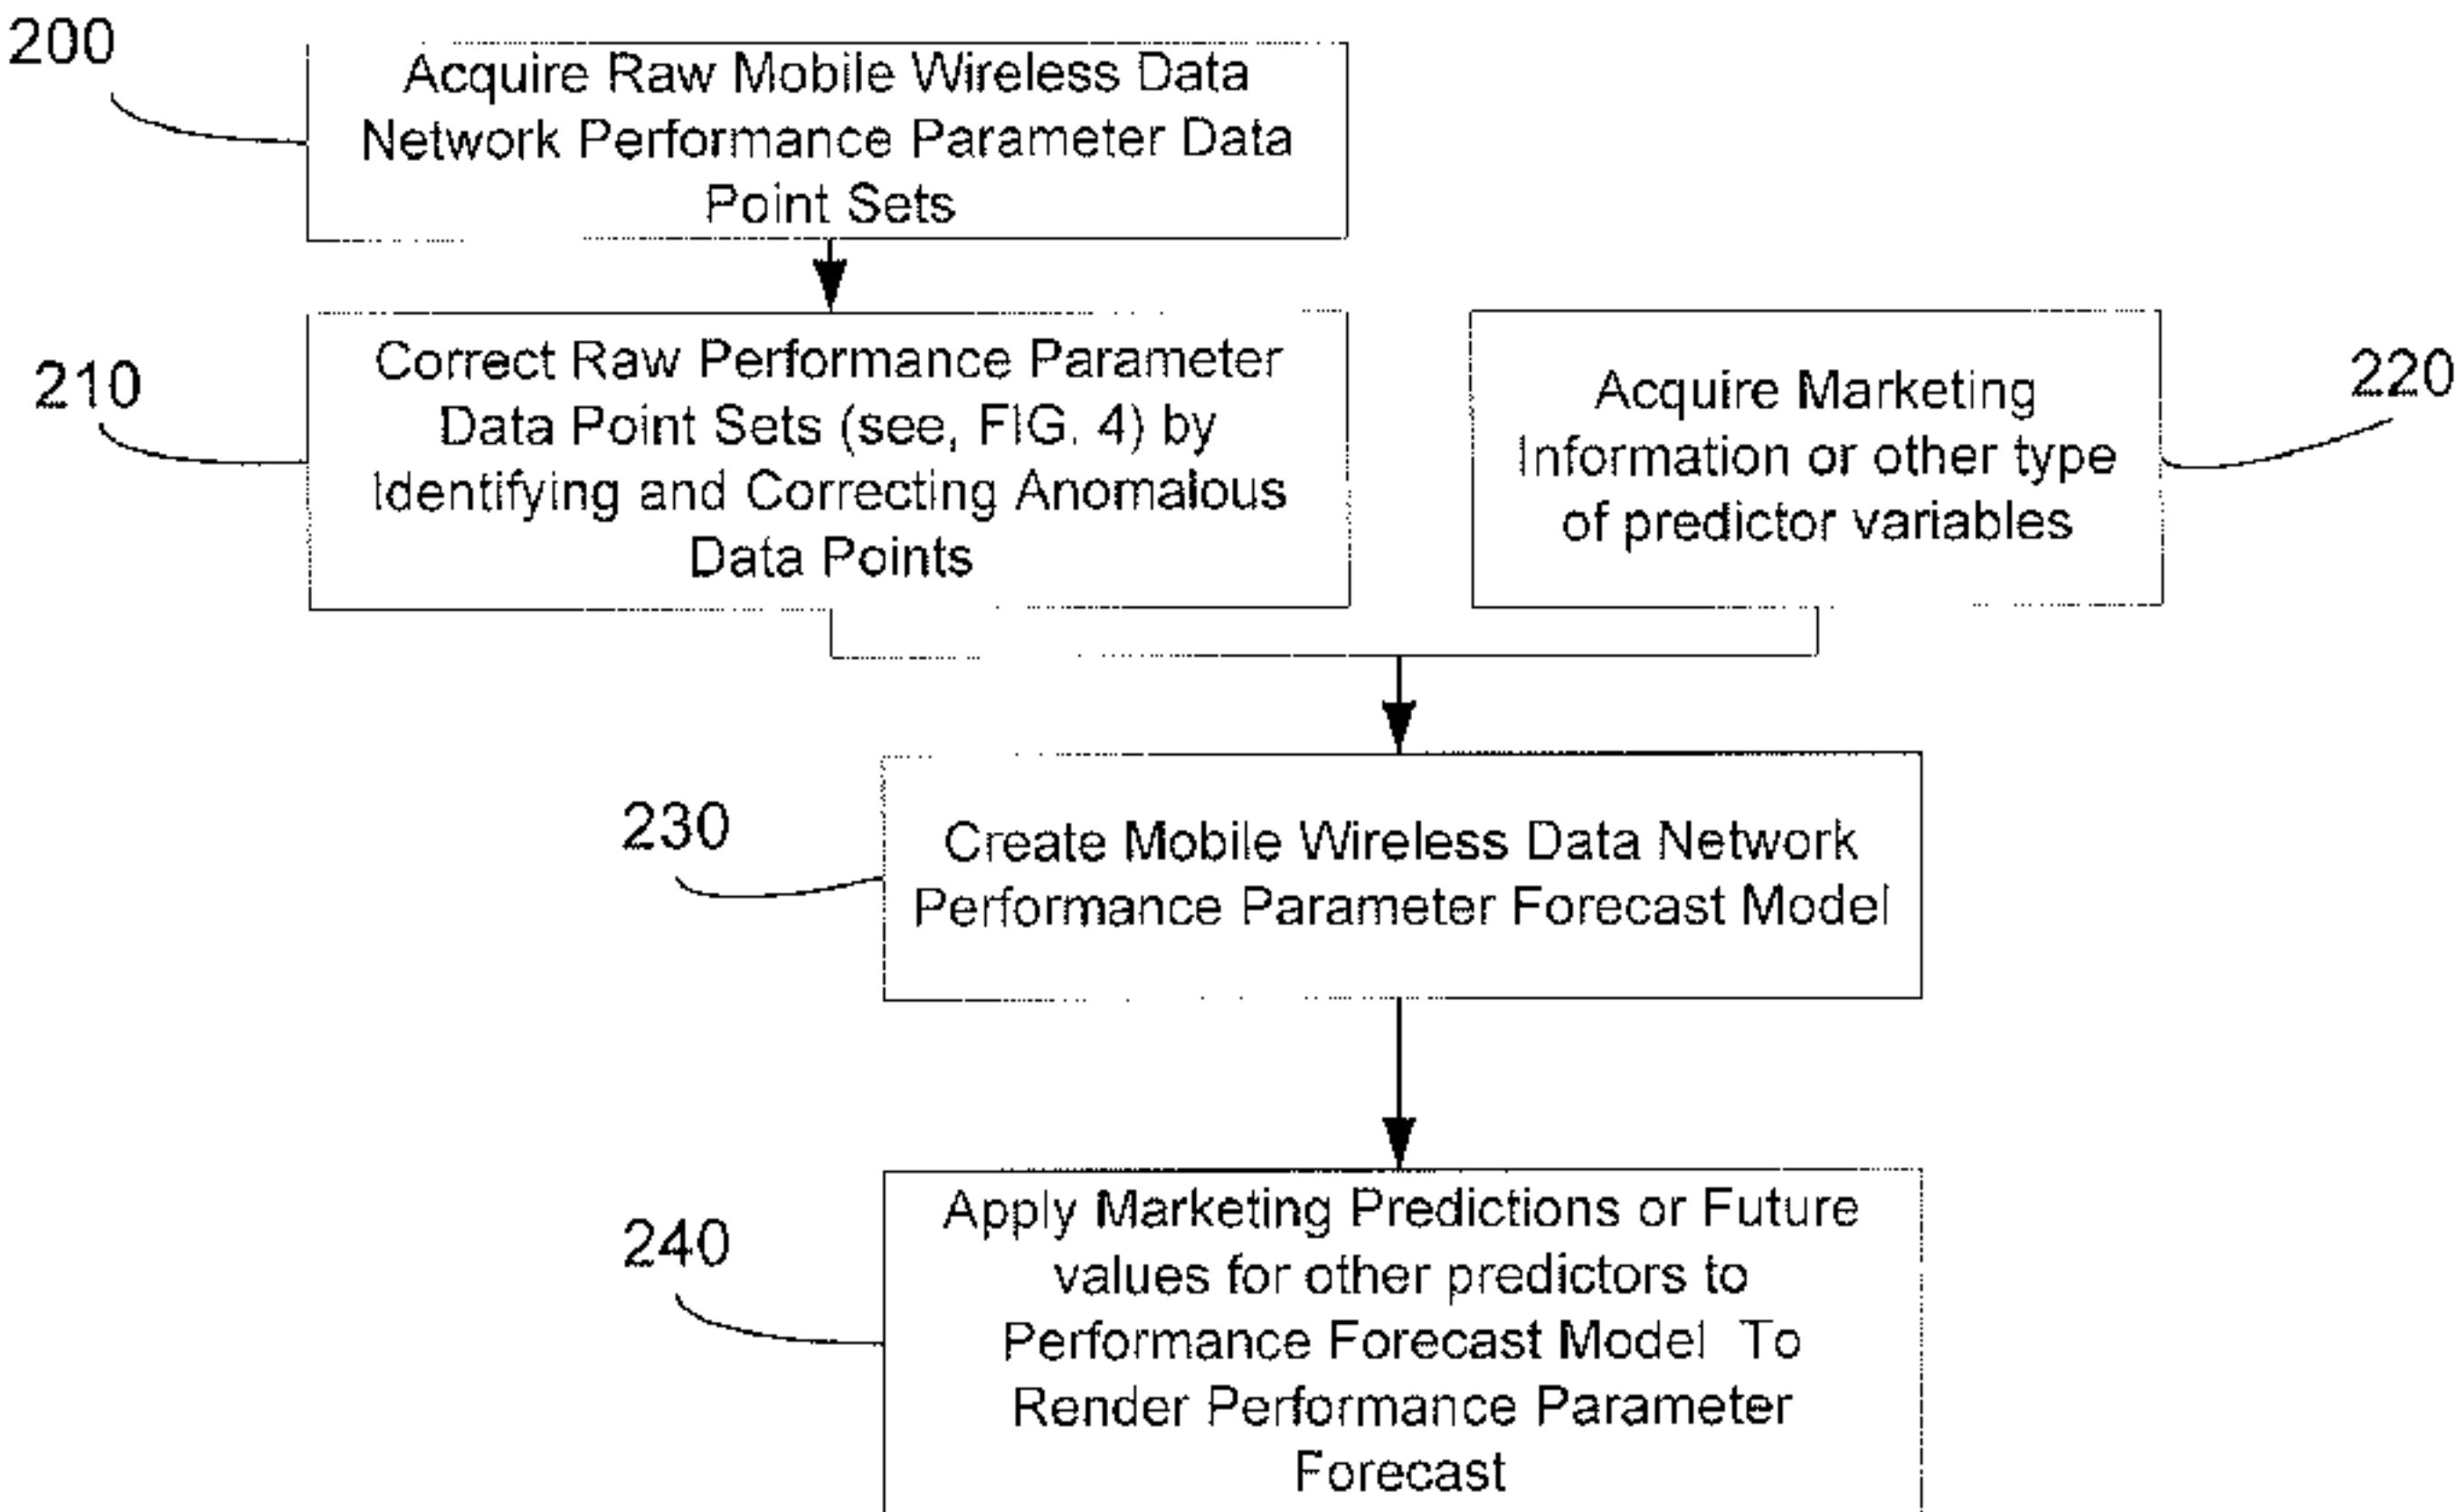 200
Acquire Raw Mobile Wireless Data
Network Performance Parameter Data
Point Sets
210
Correct Raw Performance Parameter
Data Point Sets (see, FIG. 4) by
Identifying and Correcting Anomalous
Data Points
220
Acquire Marketing
Information or other type
of predictor variables
230
Create Mobile Wireless Data Network
Performance Parameter Forecast Model
240
Apply Marketing Predictions or Future
values for other predictors to
Performance Forecast Model To
Render Performance Parameter
Forecast